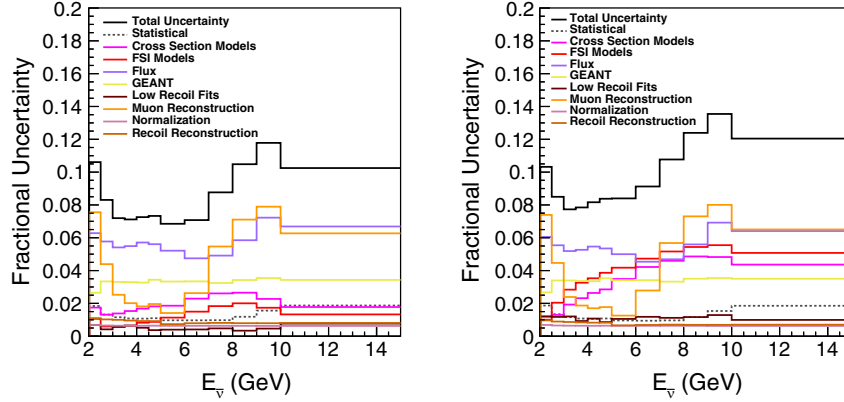 Fractional Uncertainty
0.2
0.18
0.16
0.14
0.12
0.1
0.08
0.06
0.04
0.02
0
Total Uncertainty
Statistical
Cross Section Models
FSI Models
Flux
GEANT
Low Recoil Fits
Muon Reconstruction
Normalization
Recoil Reconstruction
2 4 6 8 10 12 14
E ν̅ (GeV)
Fractional Uncertainty
0.2
0.18
0.16
0.14
0.12
0.1
0.08
0.06
0.04
0.02
0
Total Uncertainty
Statistical
Cross Section Models
FSI Models
Flux
GEANT
Low Recoil Fits
Muon Reconstruction
Normalization
Recoil Reconstruction
2 4 6 8 10 12 14
E ν̅ (GeV)